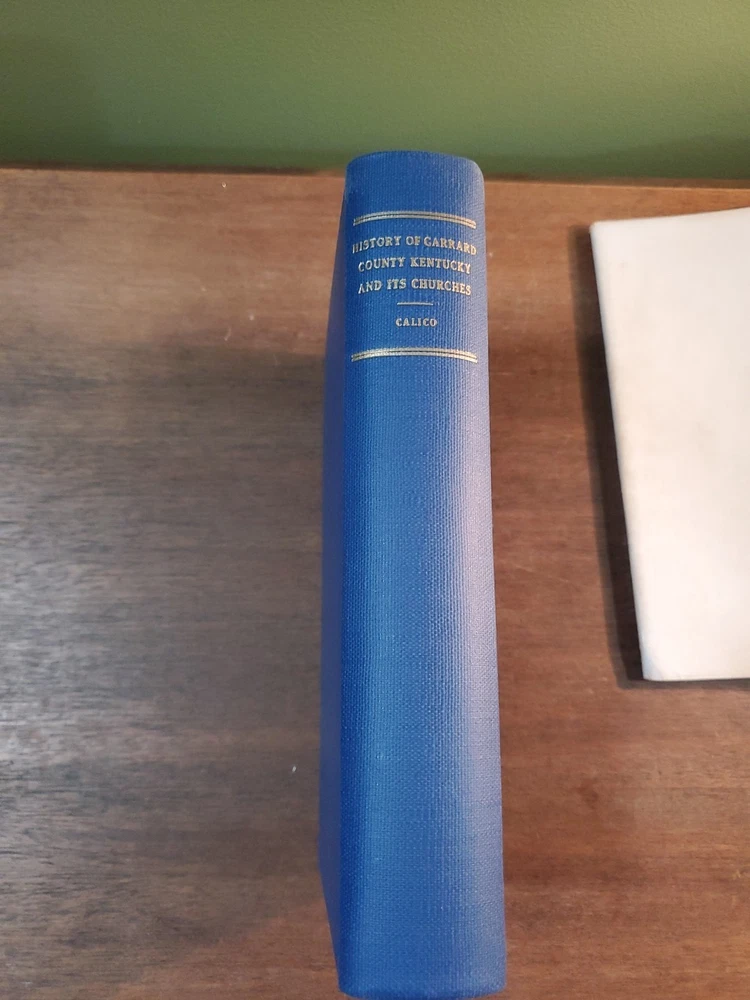 HISTORY OF GARRARD
COUNTY KENTUCKY
AND ITS CHURCHES
CALICO